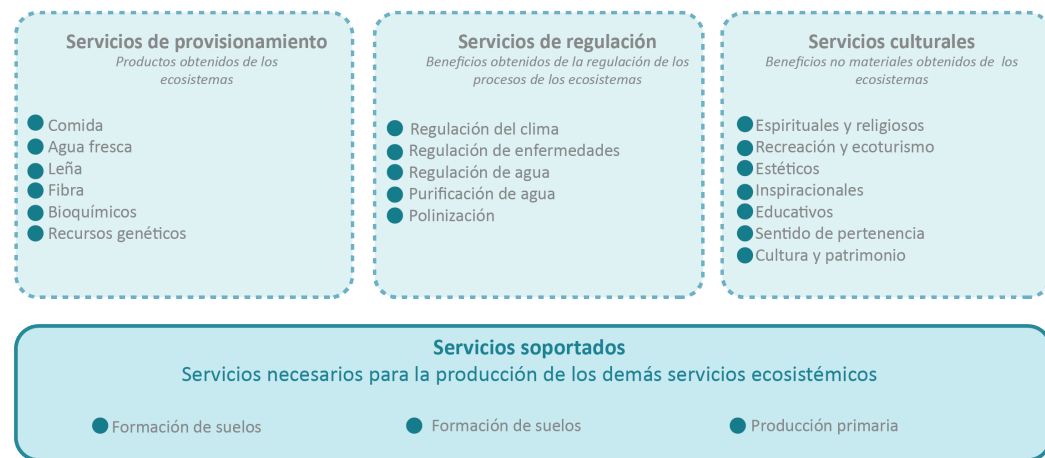 Servicios de provisionamiento
Productos obtenidos de los
ecosistemas
Comida
Agua fresca
Leña
Fibra
Bioquímicos
Recursos genéticos
Servicios de regulación
Beneficios obtenidos de la regulación de los
procesos de los ecosistemas
Regulación del clima
Regulación de enfermedades
Regulación de agua
Purificación de agua
Polinización
Servicios culturales
Beneficios no materiales obtenidos de los
ecosistemas
Espirituales y religiosos
Recreación y ecoturismo
Estéticos
Inspiracionales
Educativos
Sentido de pertenencia
Cultura y patrimonio
Servicios soportados
Servicios necesarios para la producción de los demás servicios ecosistémicos
Formación de suelos
Formación de suelos
Producción primaria